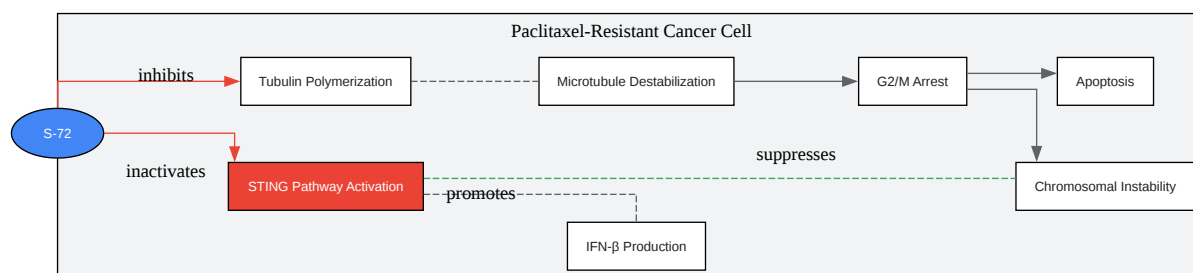 Paclitaxel-Resistant Cancer Cell
inhibits
Tubulin Polymerization
Microtubule Destabilization
G2/M Arrest
Apoptosis
S-72
inactivates
suppresses
STING Pathway Activation
promotes
Chromosomal Instability
IFN-β Production